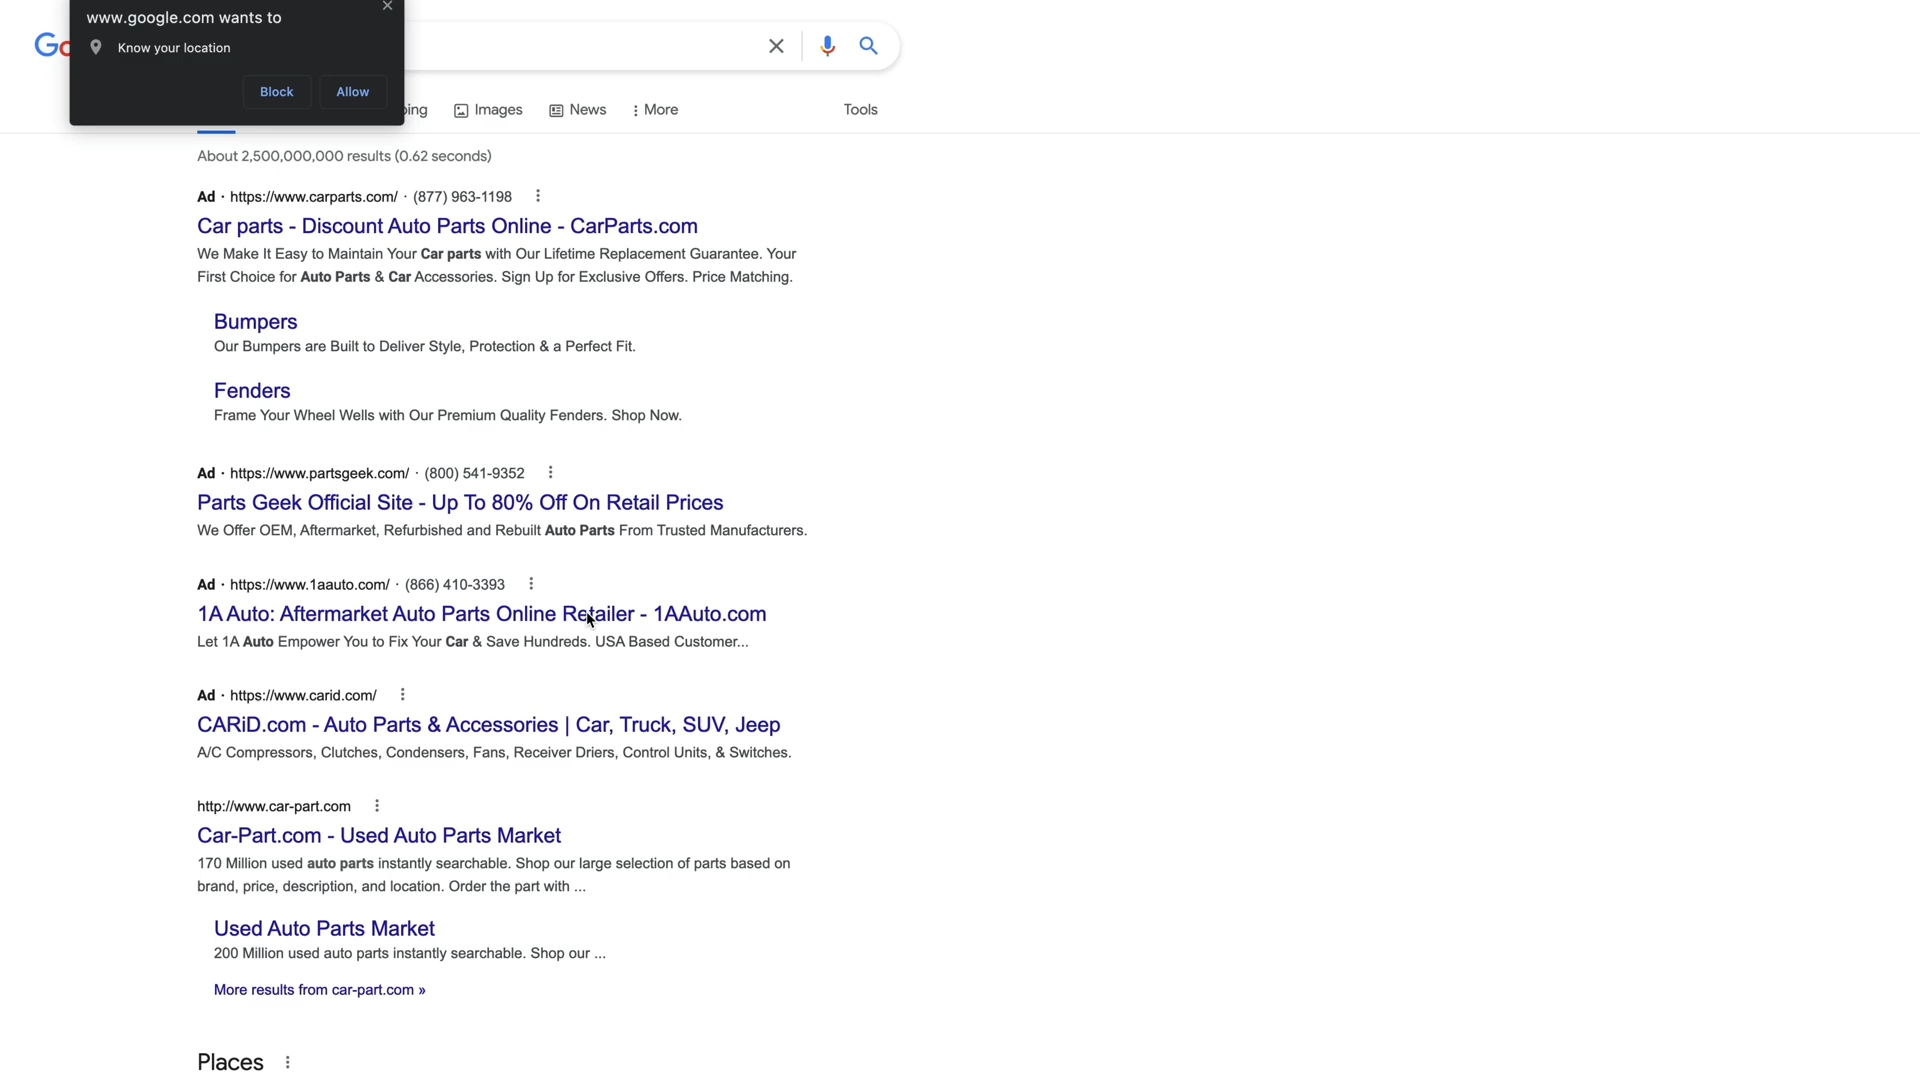 www.google.com wants to
Know your location
Block
Allow
Images
News
More
Tools
About 2,500,000,000 results (0.62 seconds)
Ad · https://www.carparts.com/ · (877) 963-1198
Car parts - Discount Auto Parts Online - CarParts.com
We Make It Easy to Maintain Your Car parts with Our Lifetime Replacement Guarantee. Your
First Choice for Auto Parts & Car Accessories. Sign Up for Exclusive Offers. Price Matching.
Bumpers
Our Bumpers are Built to Deliver Style, Protection & a Perfect Fit.
Fenders
Frame Your Wheel Wells with Our Premium Quality Fenders. Shop Now.
Ad · https://www.partsgeek.com/ · (800) 541-9352
Parts Geek Official Site - Up To 80% Off On Retail Prices
We Offer OEM, Aftermarket, Refurbished and Rebuilt Auto Parts From Trusted Manufacturers.
Ad · https://www.1aauto.com/ · (866) 410-3393
1A Auto: Aftermarket Auto Parts Online Retailer - 1AAuto.com
Let 1A Auto Empower You to Fix Your Car & Save Hundreds. USA Based Customer...
Ad · https://www.carid.com/
CARiD.com - Auto Parts & Accessories | Car, Truck, SUV, Jeep
A/C Compressors, Clutches, Condensers, Fans, Receiver Driers, Control Units, & Switches.
http://www.car-part.com
Car-Part.com - Used Auto Parts Market
170 Million used auto parts instantly searchable. Shop our large selection of parts based on
brand, price, description, and location. Order the part with ...
Used Auto Parts Market
200 Million used auto parts instantly searchable. Shop our ...
More results from car-part.com »
Places